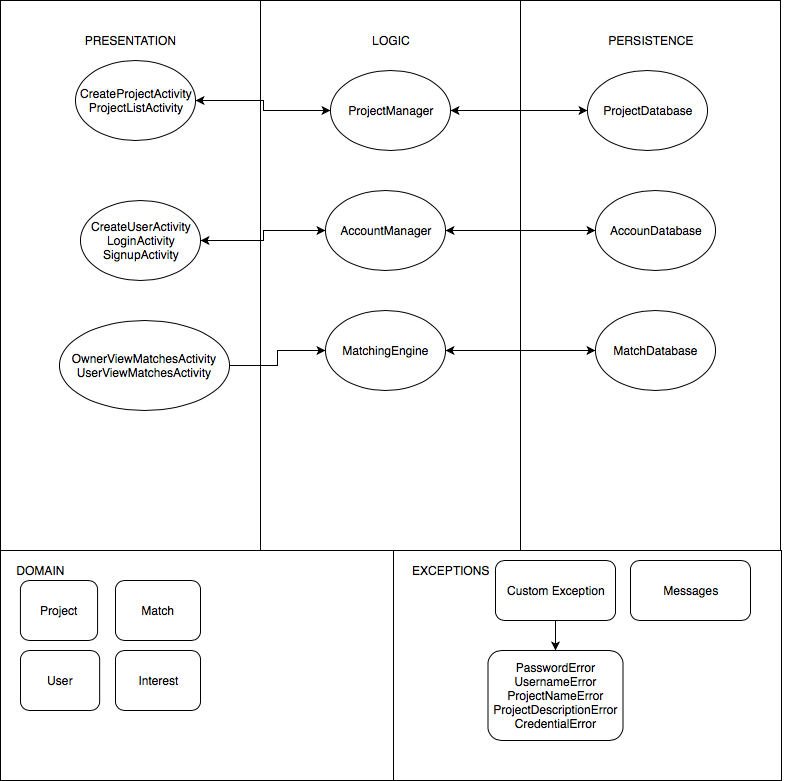 PRESENTATION
LOGIC
PERSISTENCE
CreateProjectActivity
ProjectListActivity
ProjectManager
ProjectDatabase
CreateUserActivity
LoginActivity
SignupActivity
AccountManager
AccounDatabase
OwnerViewMatchesActivity
UserViewMatchesActivity
MatchingEngine
MatchDatabase
DOMAIN
Project
Match
User
Interest
EXCEPTIONS
Custom Exception
Messages
PasswordError
UsernameError
ProjectNameError
ProjectDescriptionError
CredentialError